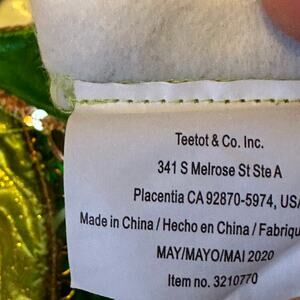 Teetot & Co. Inc.
341 S Melrose St Ste A
Placentia CA 92870-5974, USA
Made in China / Hecho en China / Fabriqu
MAY/MAYO/MAI 2020
Item no. 3210770